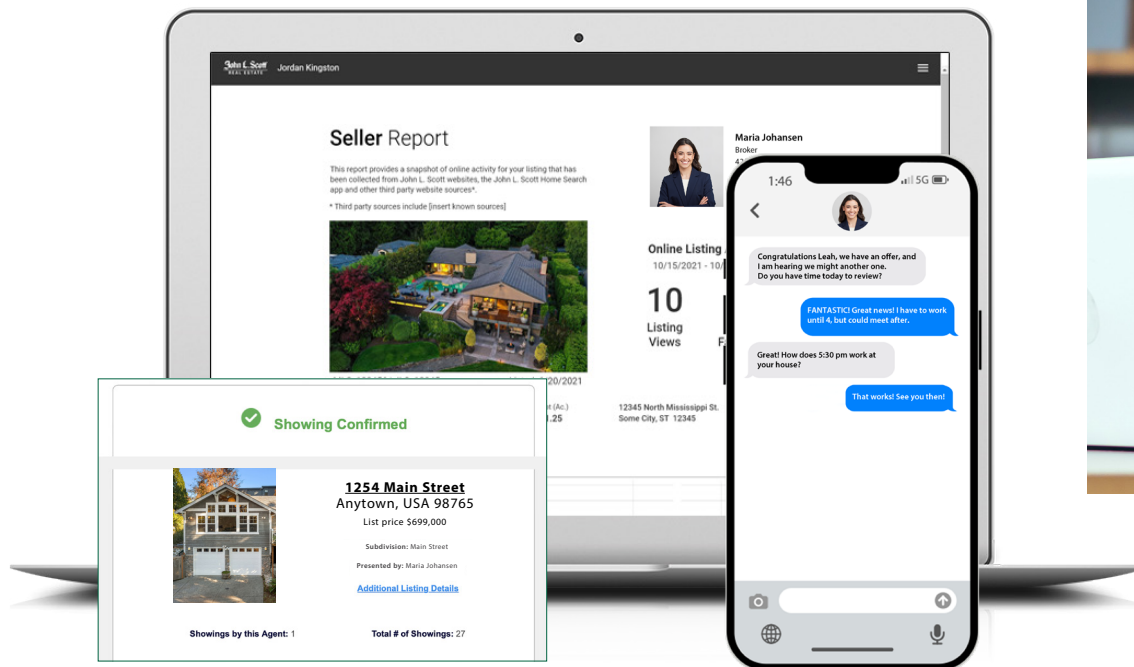 John L. Scott
REAL ESTATE
Jordan Kingston
Seller Report
This report provides a snapshot of online activity for your listing that has
been collected from John L. Scott websites, the John L. Scott Home Search
app and other third party website sources*.
* Third party sources include [insert known sources]
Maria Johansen
Broker
Online Listing
10/15/2021 - 10/
10
Listing
Views
20/2021
(Ac.)
.25
12345 North Mississippi St.
Some City, ST 12345
1:46
5G
Congratulations Leah, we have an offer, and
I am hearing we might another one.
Do you have time today to review?
FANTASTIC! Great news! I have to work
until 4, but could meet after.
Great! How does 5:30 pm work at
your house?
That works! See you then!
Showing Confirmed
1254 Main Street
Anytown, USA 98765
List price $699,000
Subdivision: Main Street
Presented by: Maria Johansen
Additional Listing Details
Showings by this Agent: 1
Total # of Showings: 27